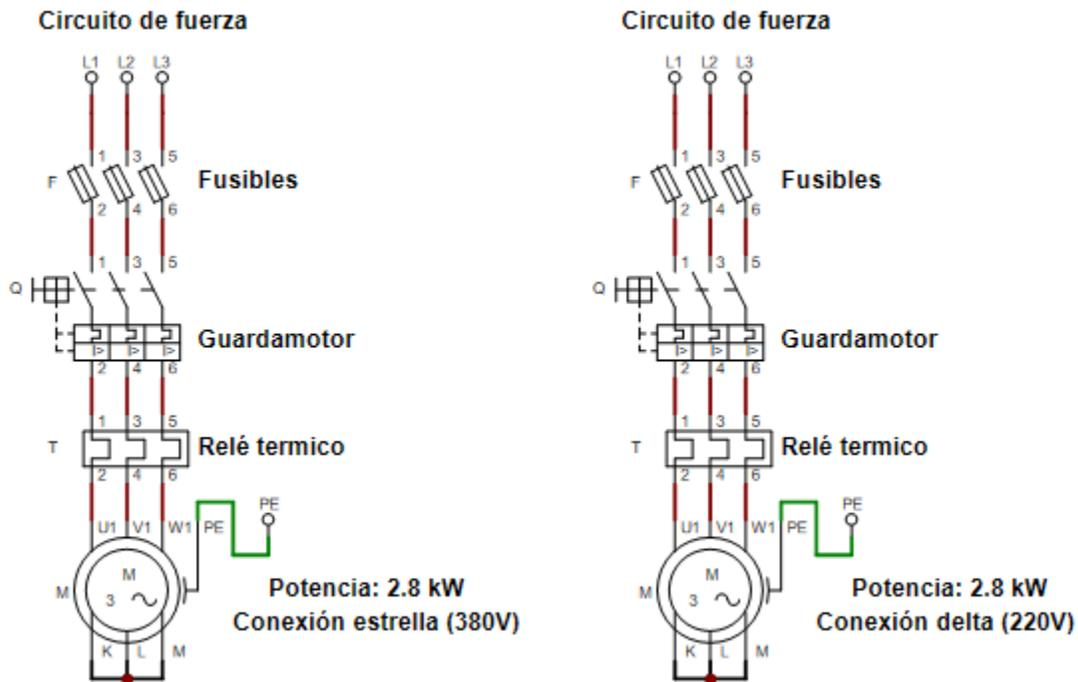 Circuito de fuerza
L1 L2 L3
1 3 5
F
Fusibles
2 4 6
1 3 5
Q
Guardamotor
I> I> I>
2 4 6
1 3 5
T
Relé termico
2 4 6
PE
U1 V1 W1 PE
M
M
3
Potencia: 2.8 kW
Conexión estrella (380V)
K L M
Circuito de fuerza
L1 L2 L3
1 3 5
F
Fusibles
2 4 6
1 3 5
Q
Guardamotor
I> I> I>
2 4 6
1 3 5
T
Relé termico
2 4 6
PE
U1 V1 W1 PE
M
M
3
Potencia: 2.8 kW
Conexión delta (220V)
K L M